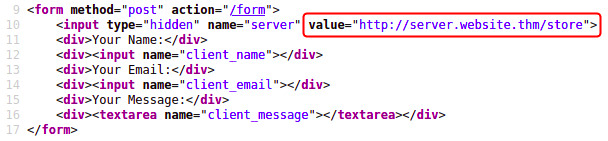 9 <form method="post" action="/form">
10 <input type="hidden" name="server" value="http://server.website.thm/store">
11 <div>Your Name:</div>
12 <div><input name="client_name"></div>
13 <div>Your Email:</div>
14 <div><input name="client_email"></div>
15 <div>Your Message:</div>
16 <div><textarea name="client_message"></textarea></div>
17 </form>